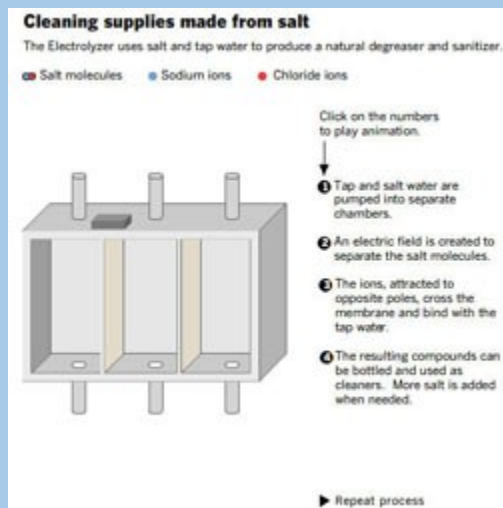 Cleaning supplies made from salt
The Electrolyzer uses salt and tap water to produce a natural degreaser and sanitizer.
Salt molecules Sodium ions Chloride ions
Click on the numbers
to play animation.
1 Tap and salt water are
pumped into separate
chambers.
2 An electric field is created to
separate the salt molecules.
3 The ions, attracted to
opposite poles, cross the
membrane and bind with the
tap water.
4 The resulting compounds can
be bottled and used as
cleaners. More salt is added
when needed.
Repeat process